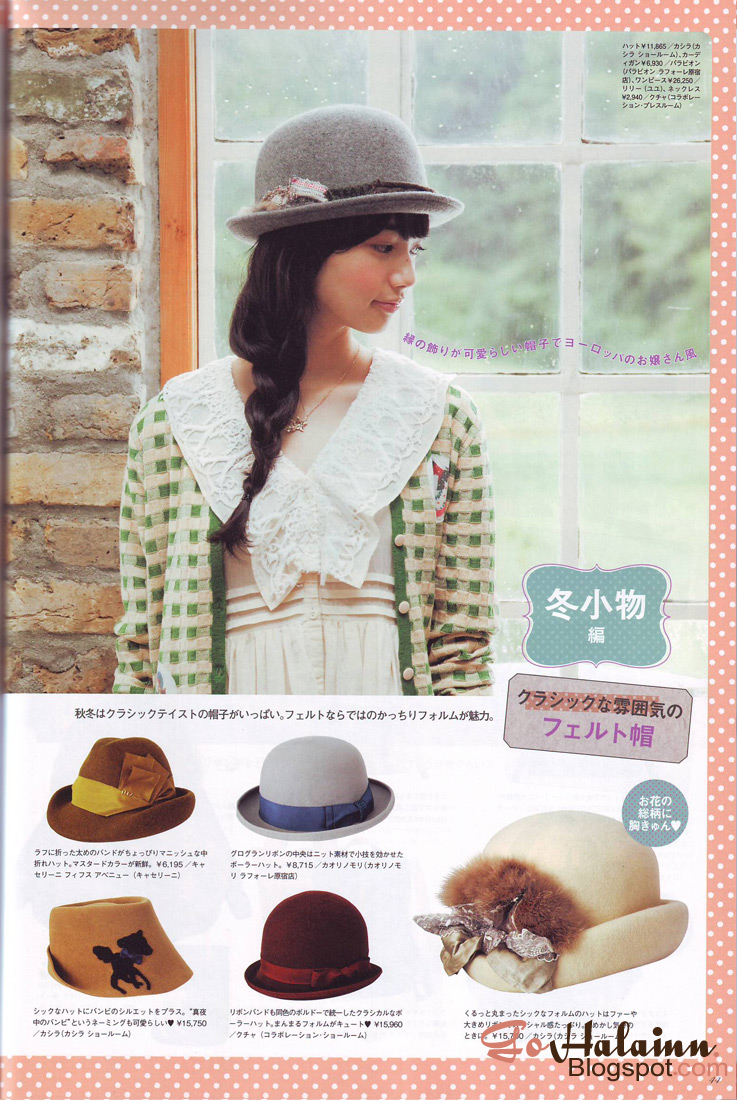 ハット¥11,865／カシラ(カ
シラ ショールーム)、カーデ
ィガン¥6,930／パラビオン
(パラビオン ラフォーレ原宿
店)、ワンピース¥26,250／
リリー(ユユ)、ネックレス
¥2,940／クチャ(コラボレー
ション・プレスルーム)
縁の飾りが可愛らしい帽子でヨーロッパのお嬢さん風
冬小物
編
クラシックな雰囲気の
フェルト帽
秋冬はクラシックテイストの帽子がいっぱい。フェルトならではのかっちりフォルムが魅力。
お花の
総柄に
胸きゅん♥
ラフに折った太めのバンドがちょっぴりマニッシュな中
折れハット。マスタードカラーが新鮮。¥6,195／キャ
セリーニ フィフス アベニュー(キャセリーニ)
グログランリボンの中央はニット素材で小技を効かせた
ボーラーハット。¥8,715／カオリノモリ(カオリノモ
リ ラフォーレ原宿店)
シックなハットにバンビのシルエットをプラス。"真夜
中のバンビ"というネーミングも可愛らしい♥¥15,750
／カシラ(カシラ ショールーム)
リボンバンドも同色のボルドーで統一したクラシカルなボ
ーラーハット。まんまるフォルムがキュート♥¥15,960
／クチャ(コラボレーション・ショールーム)
くるっと丸まったシックなフォルムのハットはファーや
大きめリボ シャル感たっぷり。 めかし気
とき ¥15,7 0／カシラ(カシラ ショールーム)
Go Halainn
Blogspot.com
44